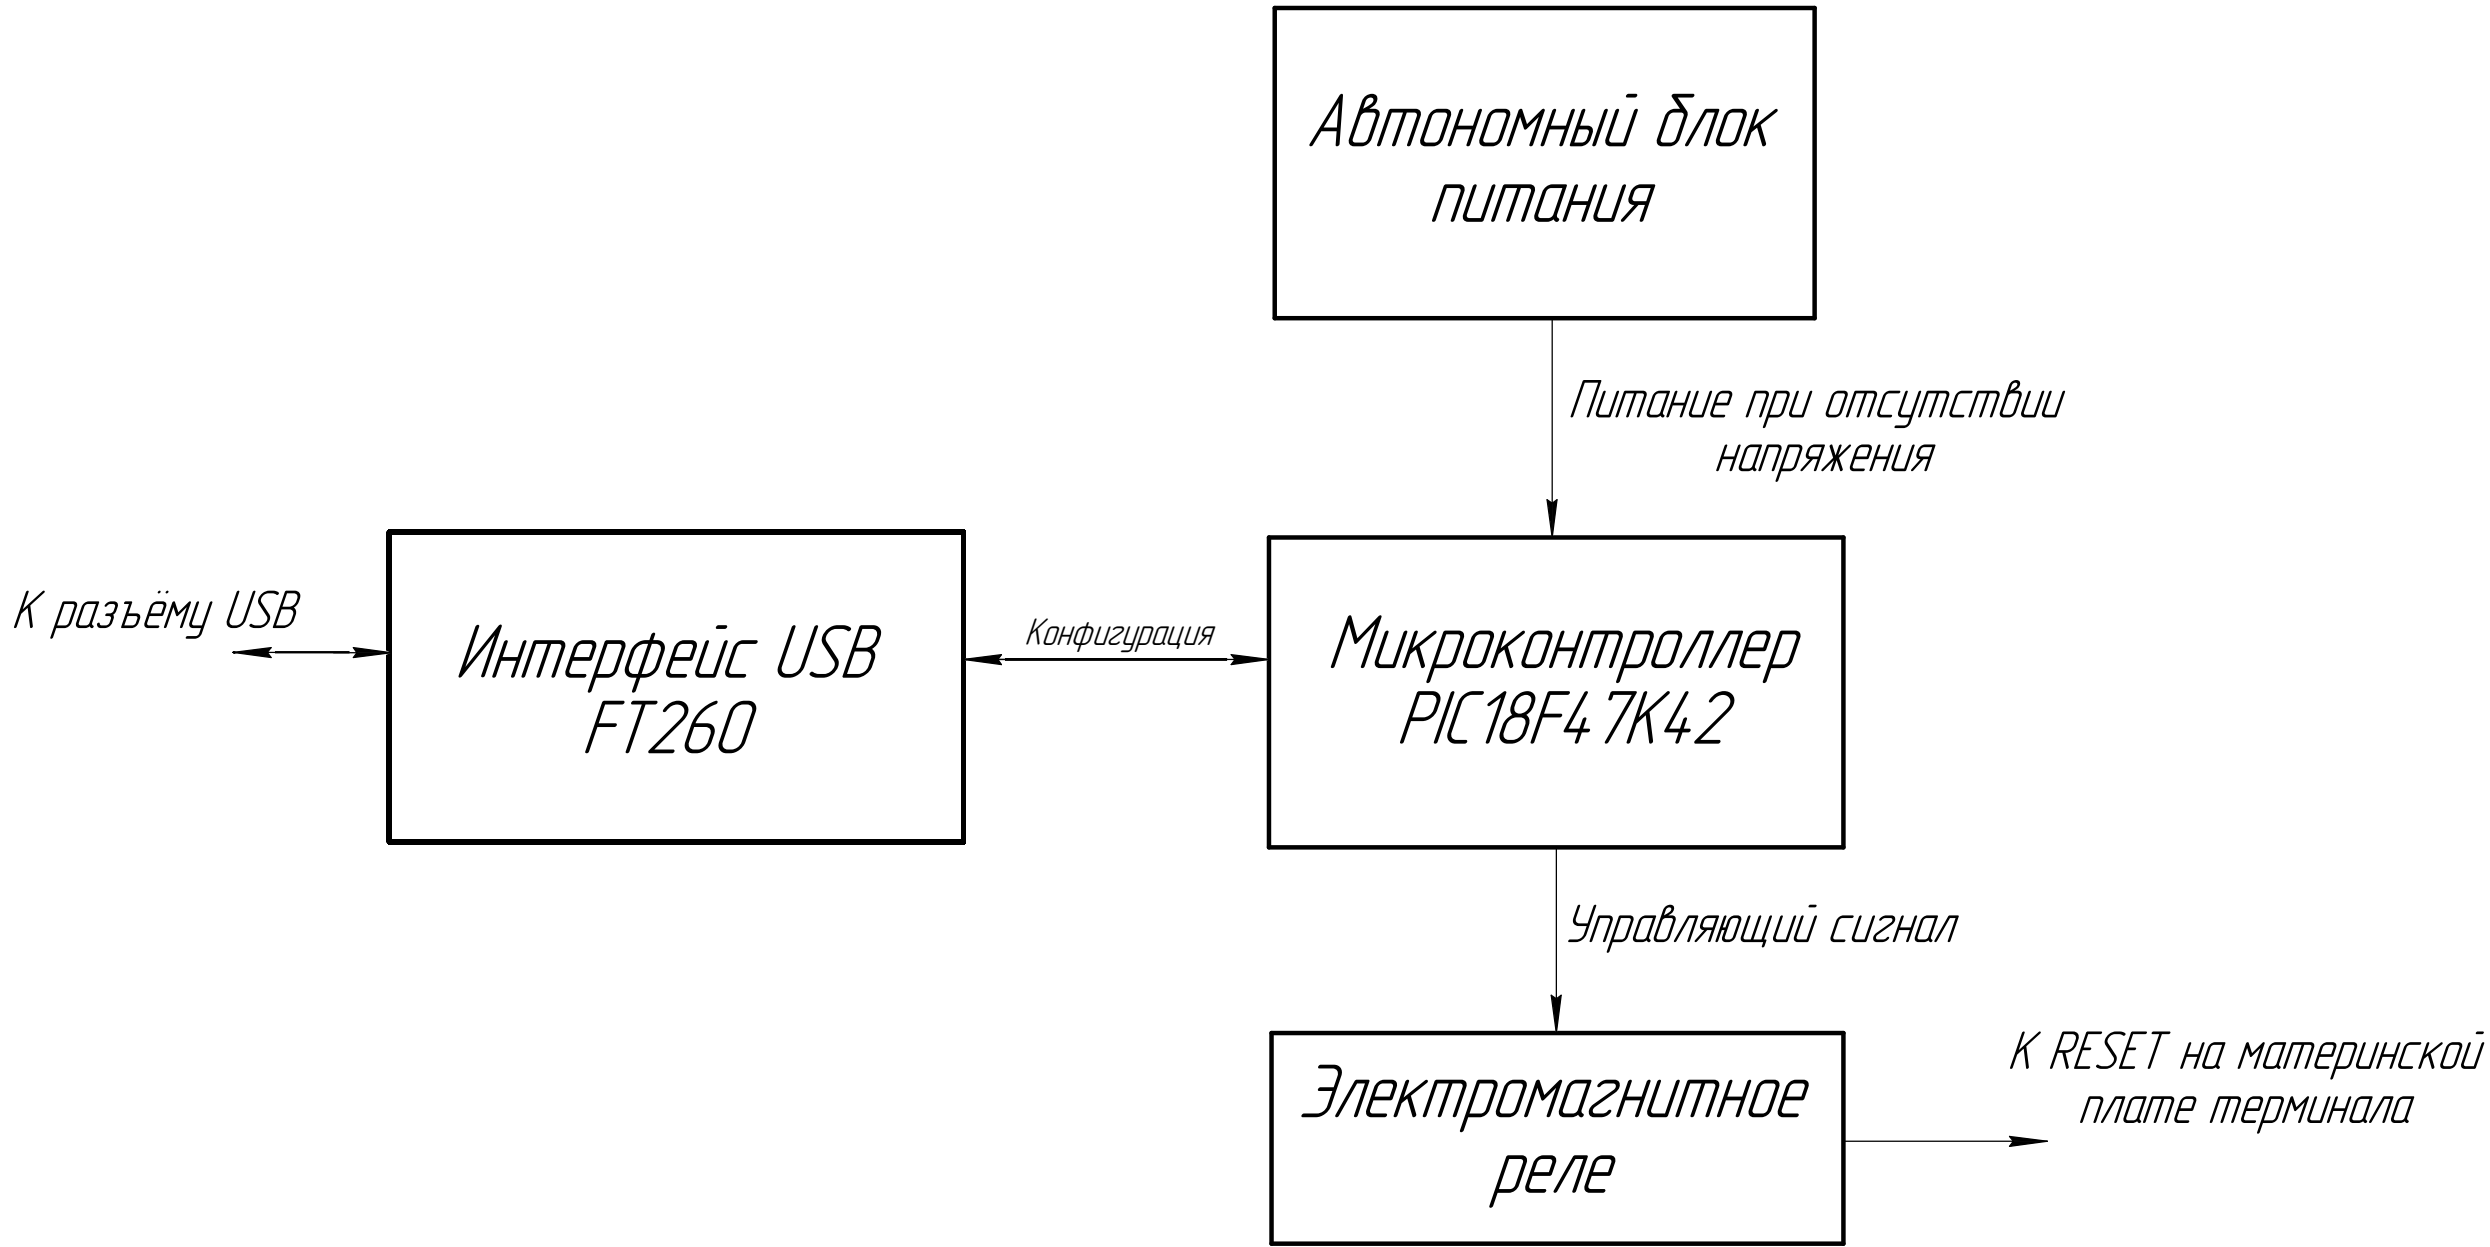 Автономный блок
питания
Питание при отсутствии
напряжения
К разъёму USB
Интерфейс USB
FT260
Конфигурация
Микроконтроллер
PIC18F47K42
Управляющий сигнал
Электромагнитное
реле
К RESET на материнской
плате терминала